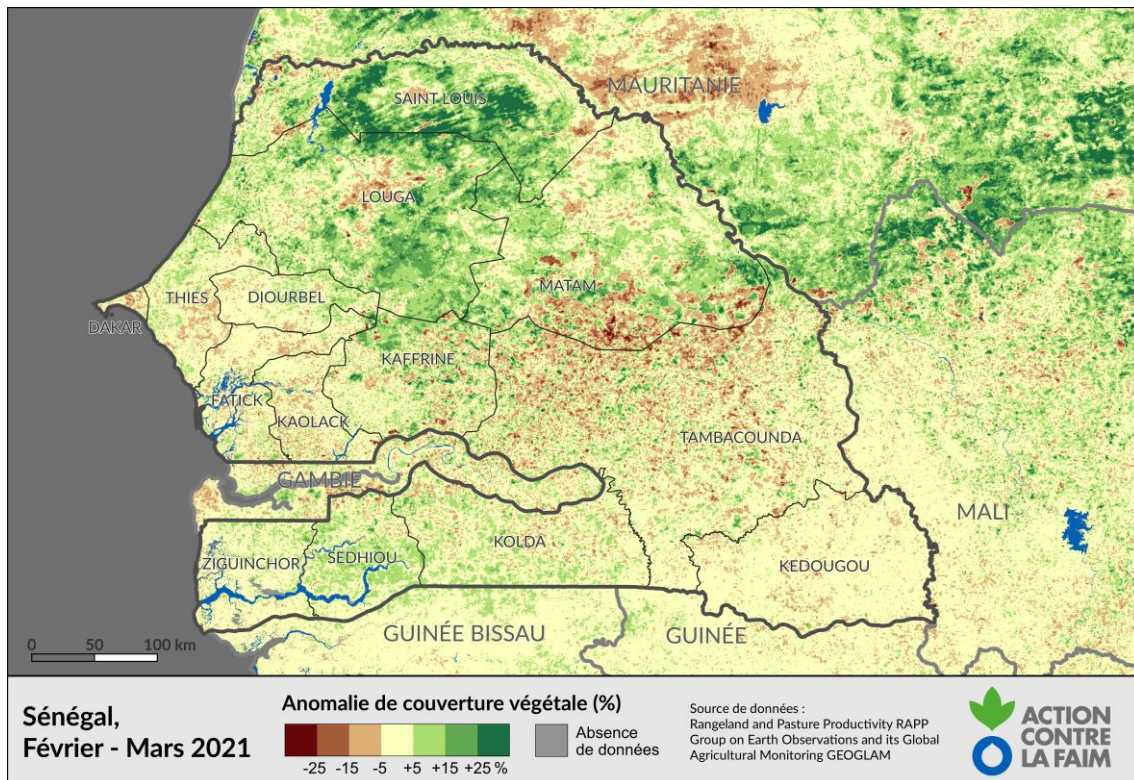 MAURITANIE
SAINT LOUIS
LOUGA
MATAM
THIES
DIOURBEL
DAKAR
KAFFRINE
FATICK
KAOLACK
TAMBACOUNDA
GAMBIE
MALI
KOLDA
SEDHIOU
ZIGUINCHOR
KEDOUGOU
GUINÉE BISSAU
GUINÉE
0 50 100 km
Sénégal,
Février - Mars 2021
Anomalie de couverture végétale (%)
-25 -15 -5 +5 +15 +25 %
Absence
de données
Source de données :
Rangeland and Pasture Productivity RAPP
Group on Earth Observations and its Global
Agricultural Monitoring GEOGLAM
ACTION
CONTRE
LA FAIM